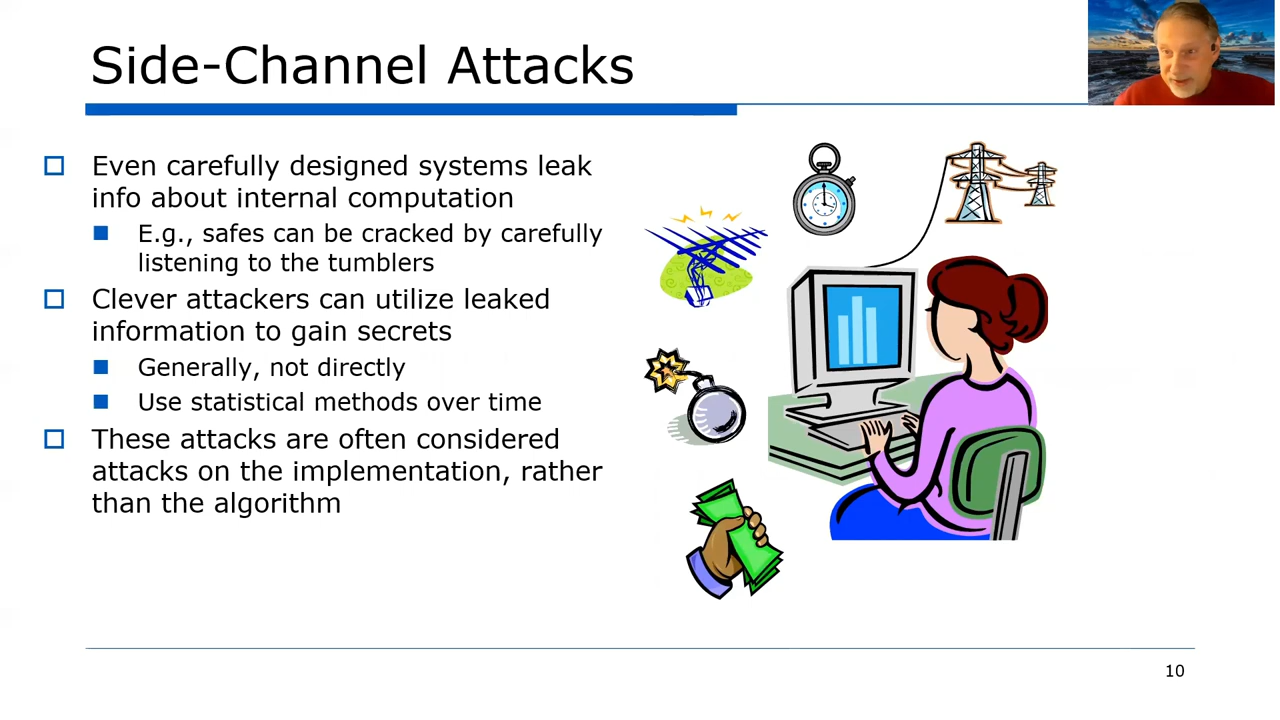 Side-Channel Attacks
Even carefully designed systems leak
info about internal computation
E.g., safes can be cracked by carefully
listening to the tumblers
Clever attackers can utilize leaked
information to gain secrets
Generally, not directly
Use statistical methods over time
These attacks are often considered
attacks on the implementation, rather
than the algorithm
10